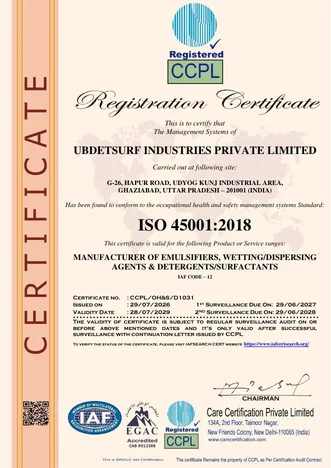 Registered
CCPL
CERTIFICATE
Registration Certificate
This is to certify that
The Management Systems of
UBDETSURF INDUSTRIES PRIVATE LIMITED
Carried out at following site:
G-26, HAPUR ROAD, UDYOG KUNJ INDUSTRIAL AREA,
GHAZIABAD, UTTAR PRADESH – 201001 (INDIA)
Has been found to conform to the occupational health and safety management systems Standard:
ISO 45001:2018
This certificate is valid for the following Product or Service ranges:
MANUFACTURER OF EMULSIFIERS, WETTING/DISPERSING
AGENTS & DETERGENTS/SURFACTANTS
IAF CODE – 12
CERTIFICATE NO. : CCPL/OH&S/D1031
ISSUED ON : 29/07/2026 1ST SURVEILLANCE DUE ON: 29/06/2027
VALIDITY DATE : 28/07/2029 2ND SURVEILLANCE DUE ON: 29/06/2028
THE VALIDITY OF CERTIFICATE IS SUBJECT TO REGULAR SURVEILLANCE AUDIT ON OR
BEFORE ABOVE MENTIONED DATES AND IT'S ONLY VALID AFTER SUCCESSFUL
SURVEILLANCE WITH CONTINUATION LETTER ISSUED BY CCPL
TO VERIFY THE STATUS OF CERTIFICATE, PLEASE VISIT IAFSEARCH.CERT WEBSITE https://www.iafcertsearch.org/
CHAIRMAN
IAF
EGAC
Accredited
CAB #012300B
Registered
CCPL
Care Certification Private Limited
134A, 2nd Floor, Taimoor Nagar,
New Friends Colony, New Delhi-110065 (India)
www.carecertification.com
This certificate Remains the property of CCPL as Per Certification Audit Contract